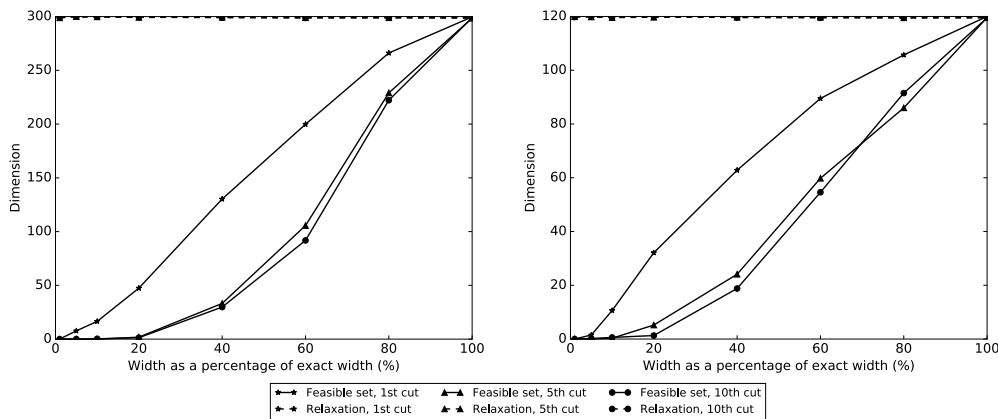 300
250
200
150
100
50
0
Dimension
0 20 40 60 80 100
Width as a percentage of exact width (%)
120
100
80
60
40
20
0
Dimension
0 20 40 60 80 100
Width as a percentage of exact width (%)
Feasible set, 1st cut Feasible set, 5th cut Feasible set, 10th cut
Relaxation, 1st cut Relaxation, 5th cut Relaxation, 10th cut